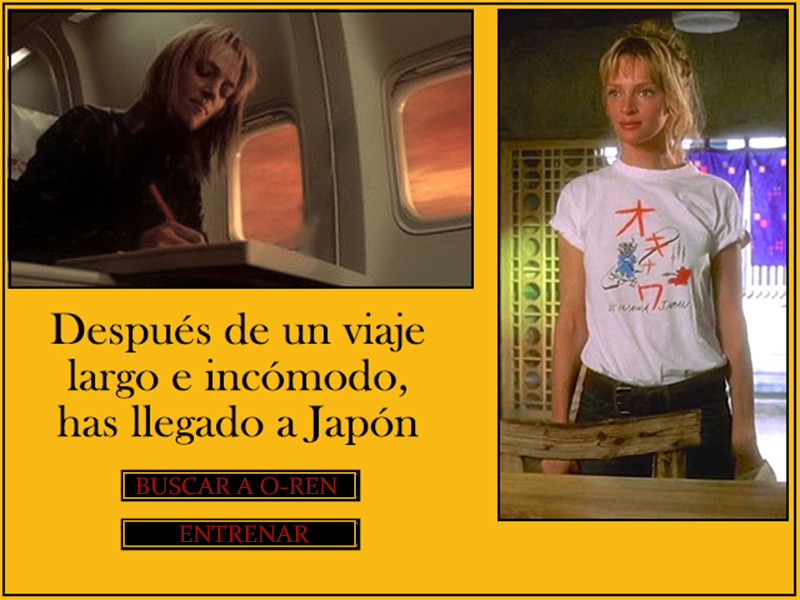 Después de un viaje
largo e incómodo,
has llegado a Japón
BUSCAR A O-REN
ENTRENAR
オキナワ
OKINAWA JAPAN